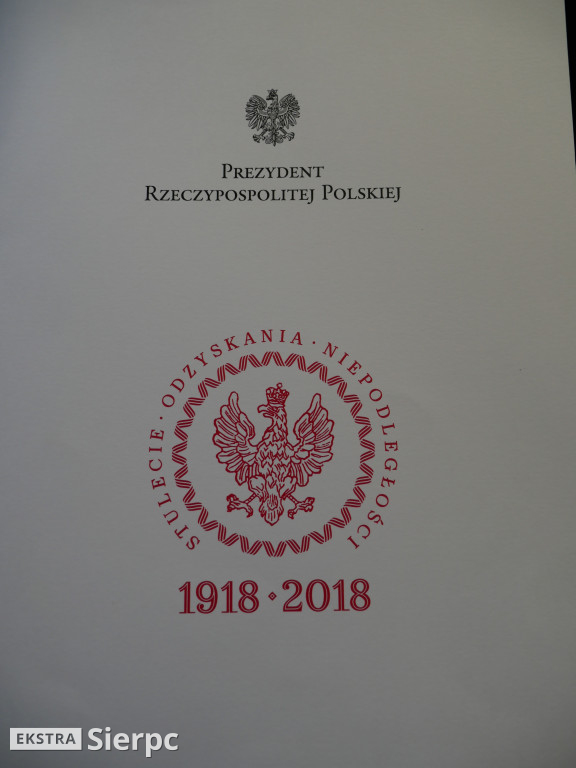 PREZYDENT
RZECZYPOSPOLITEJ POLSKIEJ
STULECIE · ODZYSKANIA · NIEPODLEGŁOŚCI
1918 · 2018
EKSTRA Sierpc